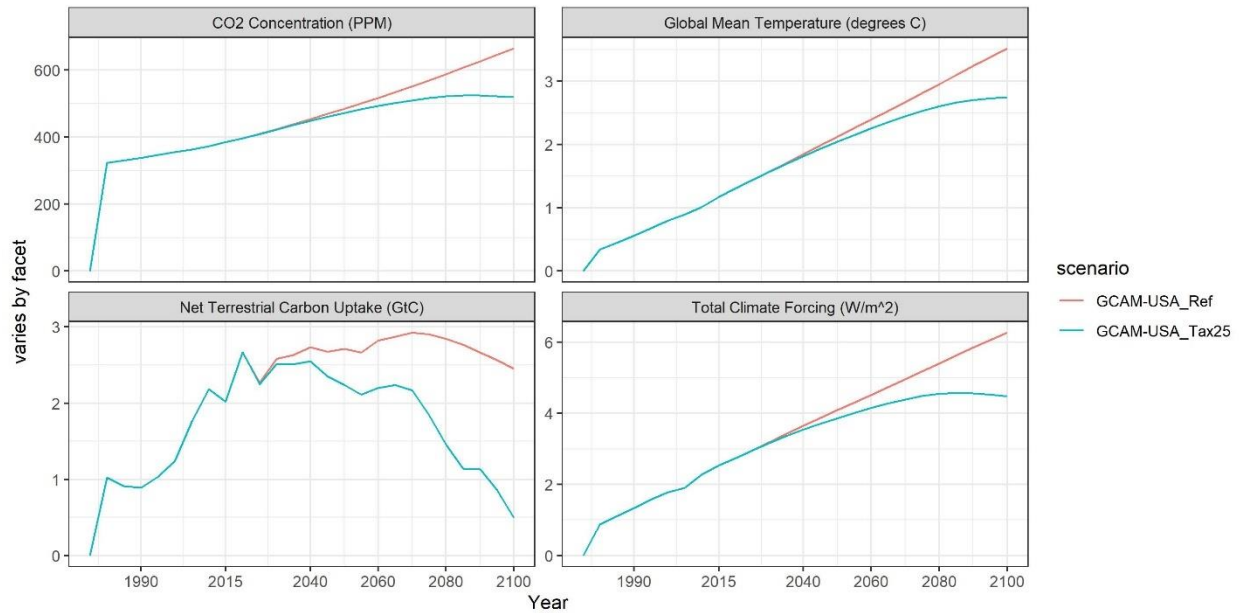 CO2 Concentration (PPM)
Global Mean Temperature (degrees C)
600
400
200
0
3
2
1
0
varies by facet
Net Terrestrial Carbon Uptake (GtC)
Total Climate Forcing (W/m^2)
3
2
1
0
6
4
2
0
1990 2015 2040 2060 2080 2100
1990 2015 2040 2060 2080 2100
Year
scenario
GCAM-USA_Ref
GCAM-USA_Tax25